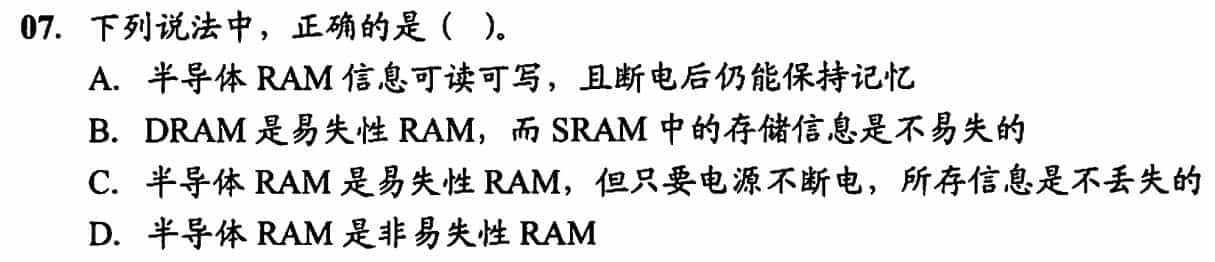 07. 下列说法中，正确的是（ ）。
A. 半导体 RAM 信息可读可写，且断电后仍能保持记忆
B. DRAM 是易失性 RAM，而 SRAM 中的存储信息是不易失的
C. 半导体 RAM 是易失性 RAM，但只要电源不断电，所存信息是不丢失的
D. 半导体 RAM 是非易失性 RAM